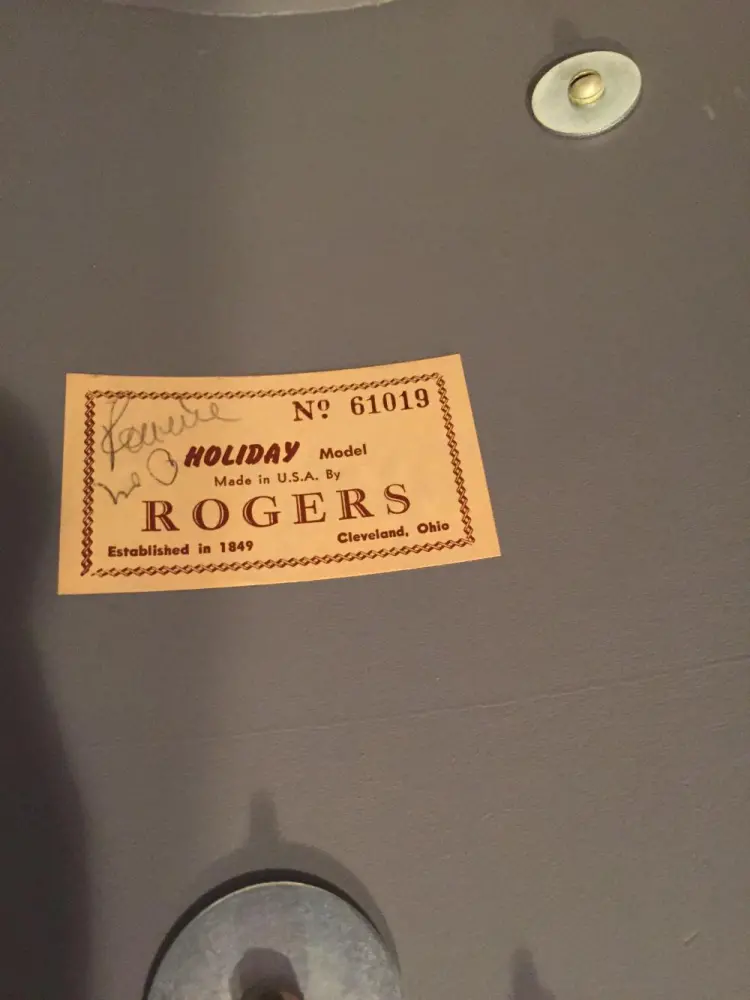 Nº 61019
HOLIDAY Model
Made in U.S.A. By
ROGERS
Established in 1849 Cleveland, Ohio